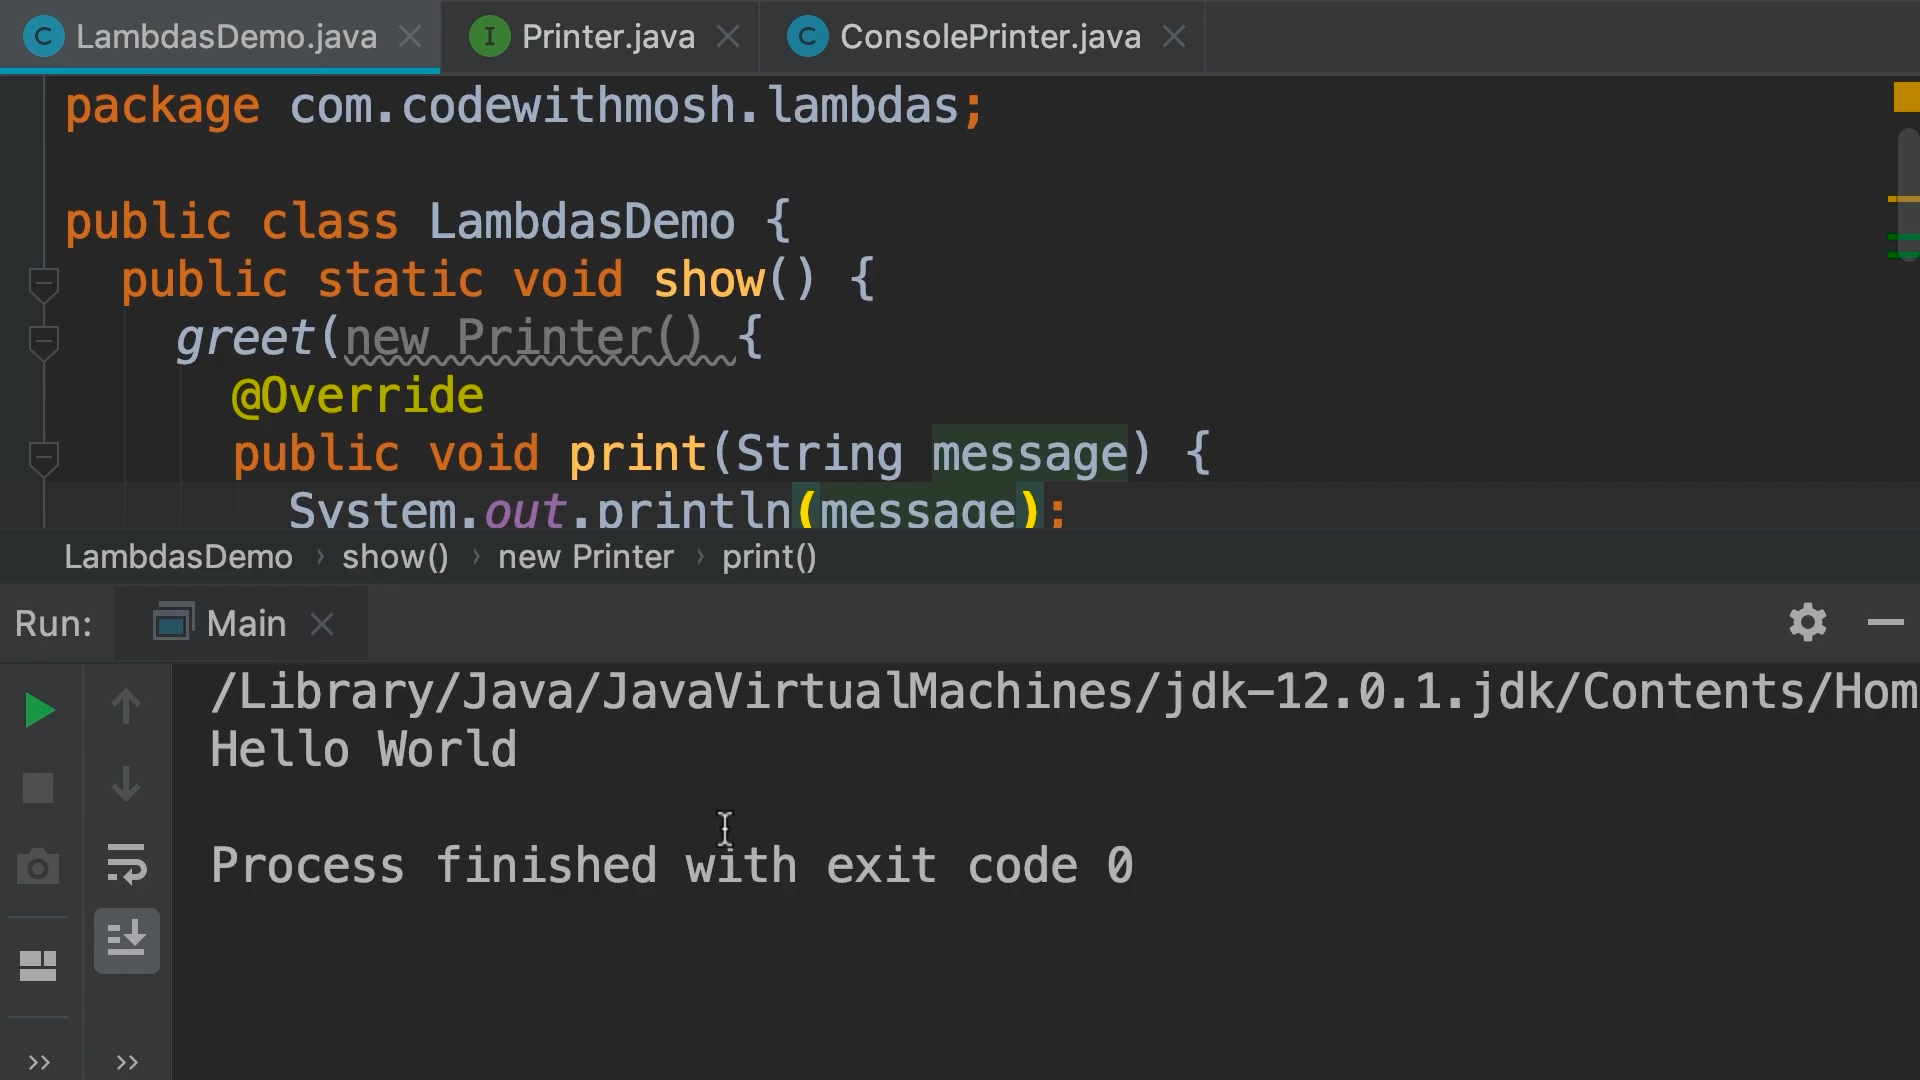 LambdasDemo.java Printer.java ConsolePrinter.java
package com.codewithmosh.lambdas;
public class LambdasDemo {
public static void show() {
greet(new Printer() {
@Override
public void print(String message) {
System.out.println(message);
LambdasDemo › show() › new Printer › print()
Run: Main
/Library/Java/JavaVirtualMachines/jdk-12.0.1.jdk/Contents/Hom
Hello World
Process finished with exit code 0